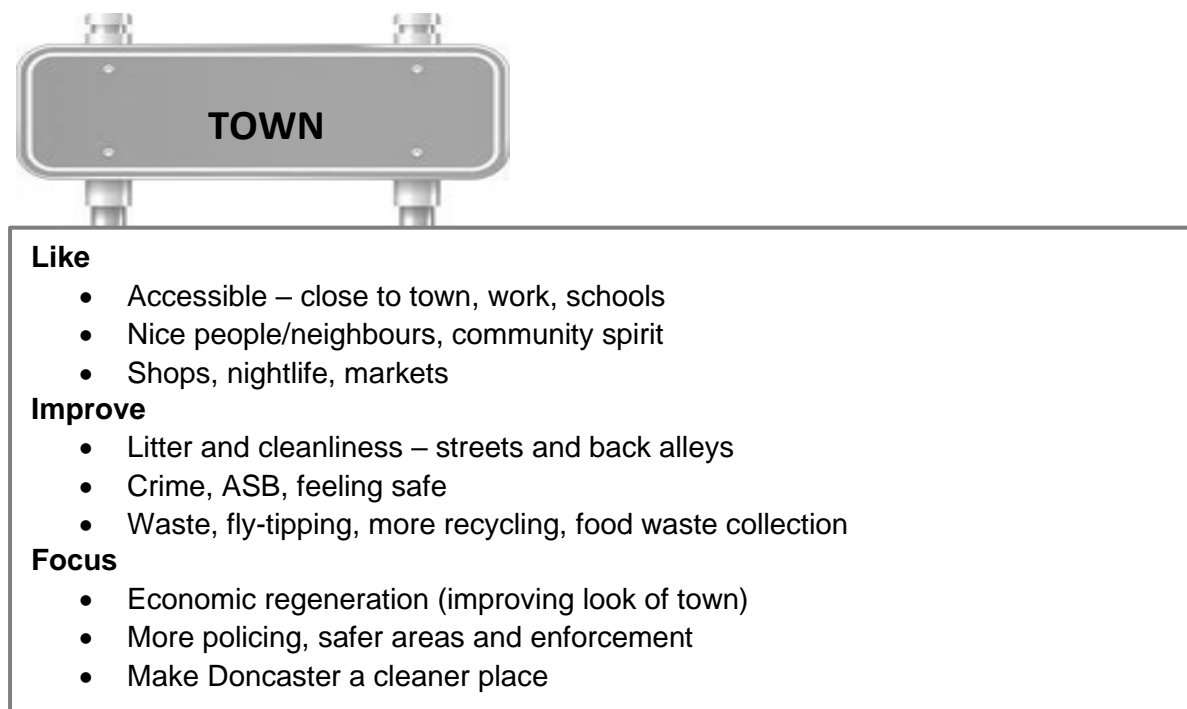 TOWN
Like
• Accessible – close to town, work, schools
• Nice people/neighbours, community spirit
• Shops, nightlife, markets
Improve
• Litter and cleanliness – streets and back alleys
• Crime, ASB, feeling safe
• Waste, fly-tipping, more recycling, food waste collection
Focus
• Economic regeneration (improving look of town)
• More policing, safer areas and enforcement
• Make Doncaster a cleaner place